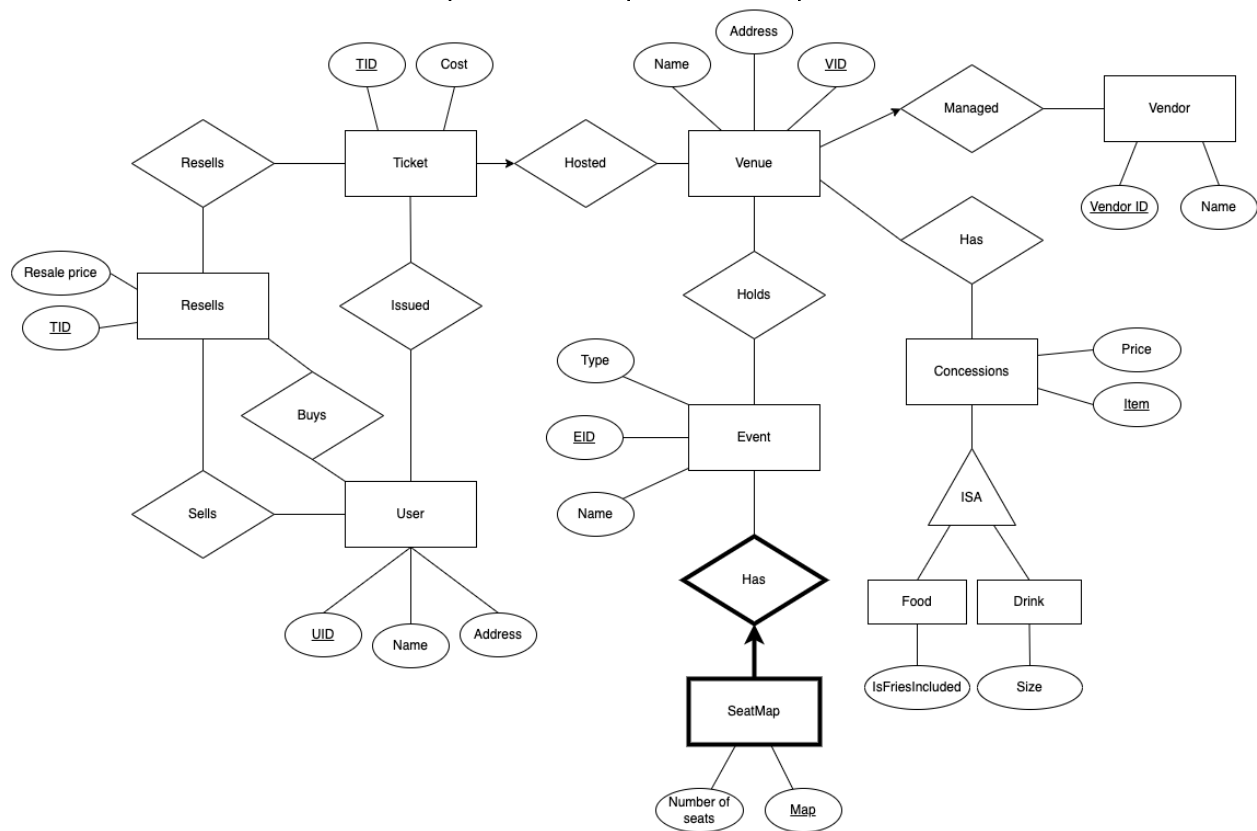 Address
Name
VID
TID
Cost
Managed
Vendor
Resells
Ticket
Hosted
Venue
Vendor ID
Name
Has
Resale price
Resells
TID
Issued
Holds
Type
Price
Concessions
Item
Buys
EID
Event
Name
ISA
Sells
User
Has
Food
Drink
UID
Name
Address
IsFriesIncluded
Size
SeatMap
Number of
seats
Map